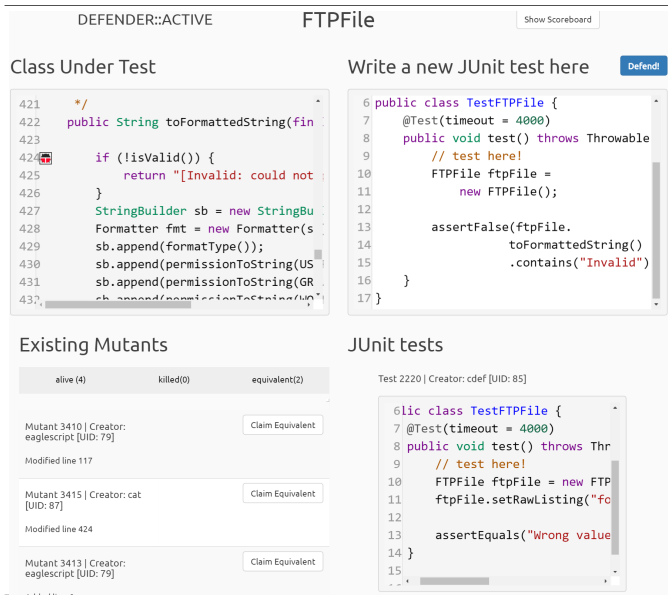 DEFENDER::ACTIVE
FTPFile
Show Scoreboard
Class Under Test
421 */
422 public String toFormattedString(fin
423
424 if (!isValid()) {
425 return "[Invalid: could not
426 }
427 StringBuilder sb = new StringBu
428 Formatter fmt = new Formatter(s
429 sb.append(formatType());
430 sb.append(permissionToString(US
431 sb.append(permissionToString(GR
432 sb.append(permissionToString(WO
Write a new JUnit test here
Defend!
6 public class TestFTPFile {
7 @Test(timeout = 4000)
8 public void test() throws Throwable
9 // test here!
10 FTPFile ftpFile =
11 new FTPFile();
12
13 assertFalse(ftpFile.
14 toFormattedString()
15 .contains("Invalid")
16 }
17 }
Existing Mutants
alive (4) killed(0) equivalent(2)
Mutant 3410 | Creator:
eaglescript [UID: 79]
Claim Equivalent
Modified line 117
Mutant 3415 | Creator: cat
[UID: 87]
Claim Equivalent
Modified line 424
Mutant 3413 | Creator:
eaglescript [UID: 79]
Claim Equivalent
JUnit tests
Test 2220 | Creator: cdef [UID: 85]
6 lic class TestFTPFile {
7 @Test(timeout = 4000)
8 public void test() throws Thr
9 // test here!
10 FTPFile ftpFile = new FTP
11 ftpFile.setRawListing("fo
12
13 assertEquals("Wrong value
14 }
15